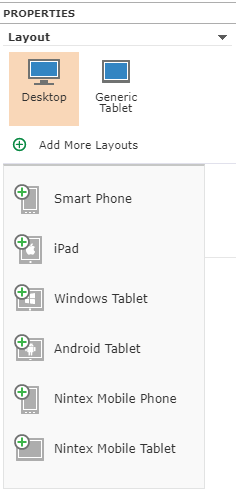 PROPERTIES
Layout
Desktop
Generic
Tablet
Add More Layouts
Smart Phone
iPad
Windows Tablet
Android Tablet
Nintex Mobile Phone
Nintex Mobile Tablet